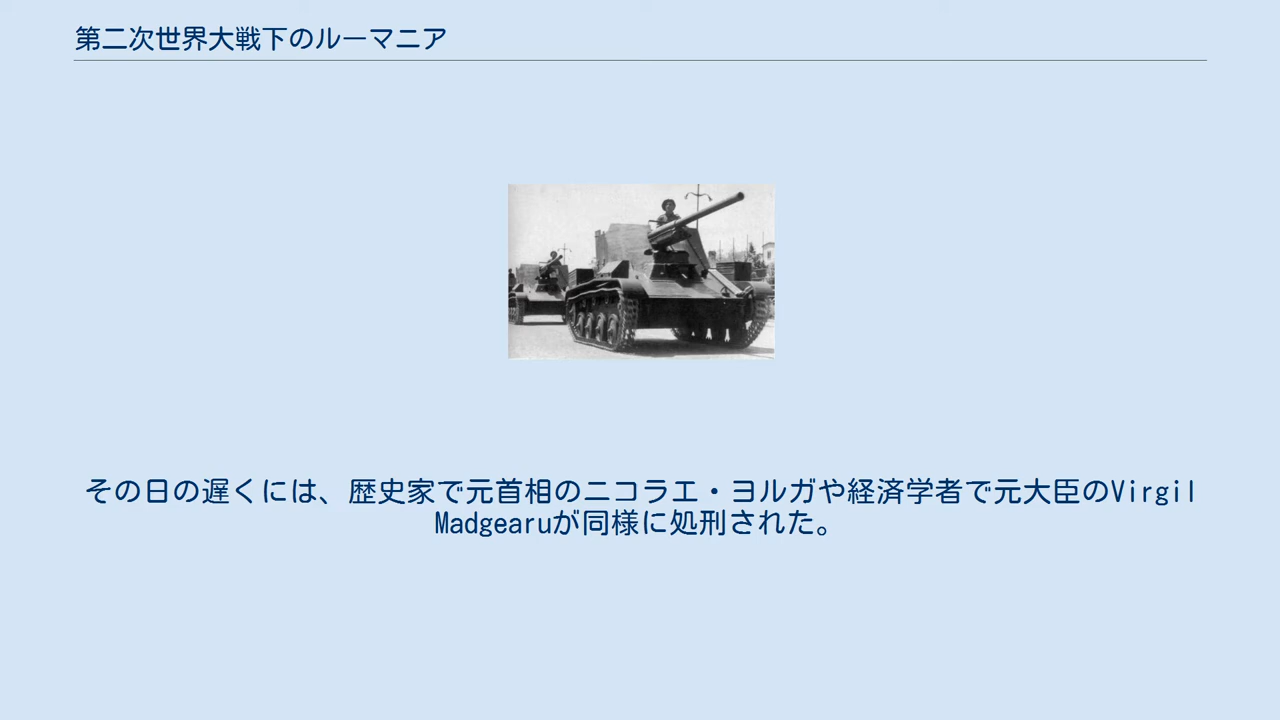 第二次世界大戦下のルーマニア
その日の遅くには、歴史家で元首相のニコラエ・ヨルガや経済学者で元大臣のVirgil
Madgearuが同様に処刑された。